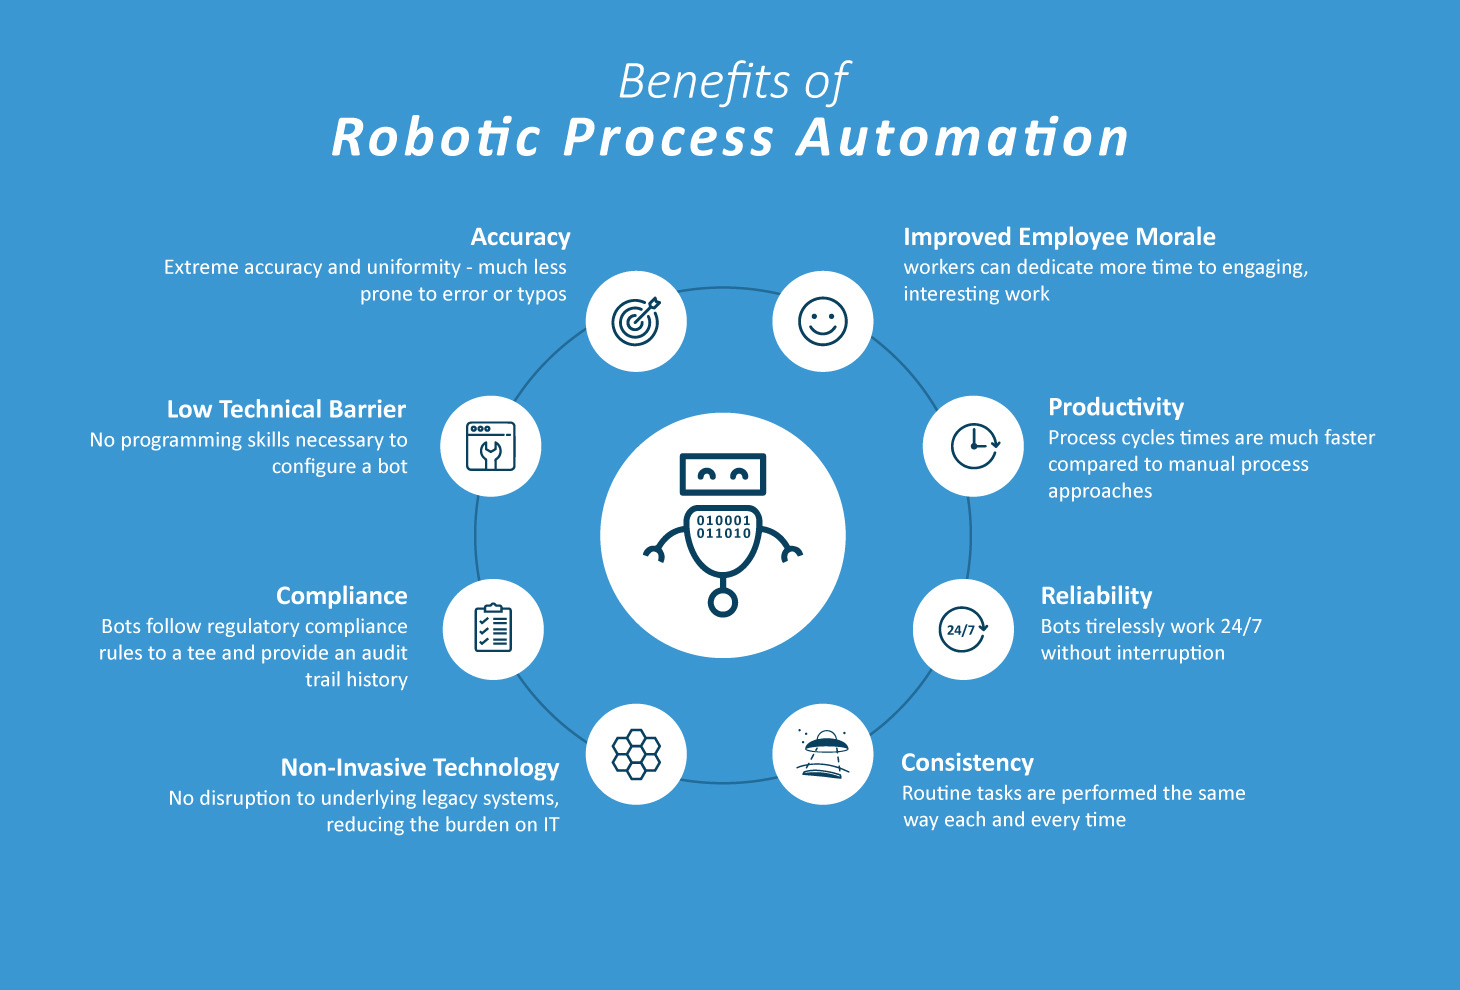 Benefits of
Robotic Process Automation
Accuracy
Extreme accuracy and uniformity - much less
prone to error or typos
Improved Employee Morale
workers can dedicate more time to engaging,
interesting work
Low Technical Barrier
No programming skills necessary to
configure a bot
Productivity
Process cycles times are much faster
compared to manual process
approaches
010001
011010
Compliance
Bots follow regulatory compliance
rules to a tee and provide an audit
trail history
24/7
Reliability
Bots tirelessly work 24/7
without interruption
Non-Invasive Technology
No disruption to underlying legacy systems,
reducing the burden on IT
Consistency
Routine tasks are performed the same
way each and every time